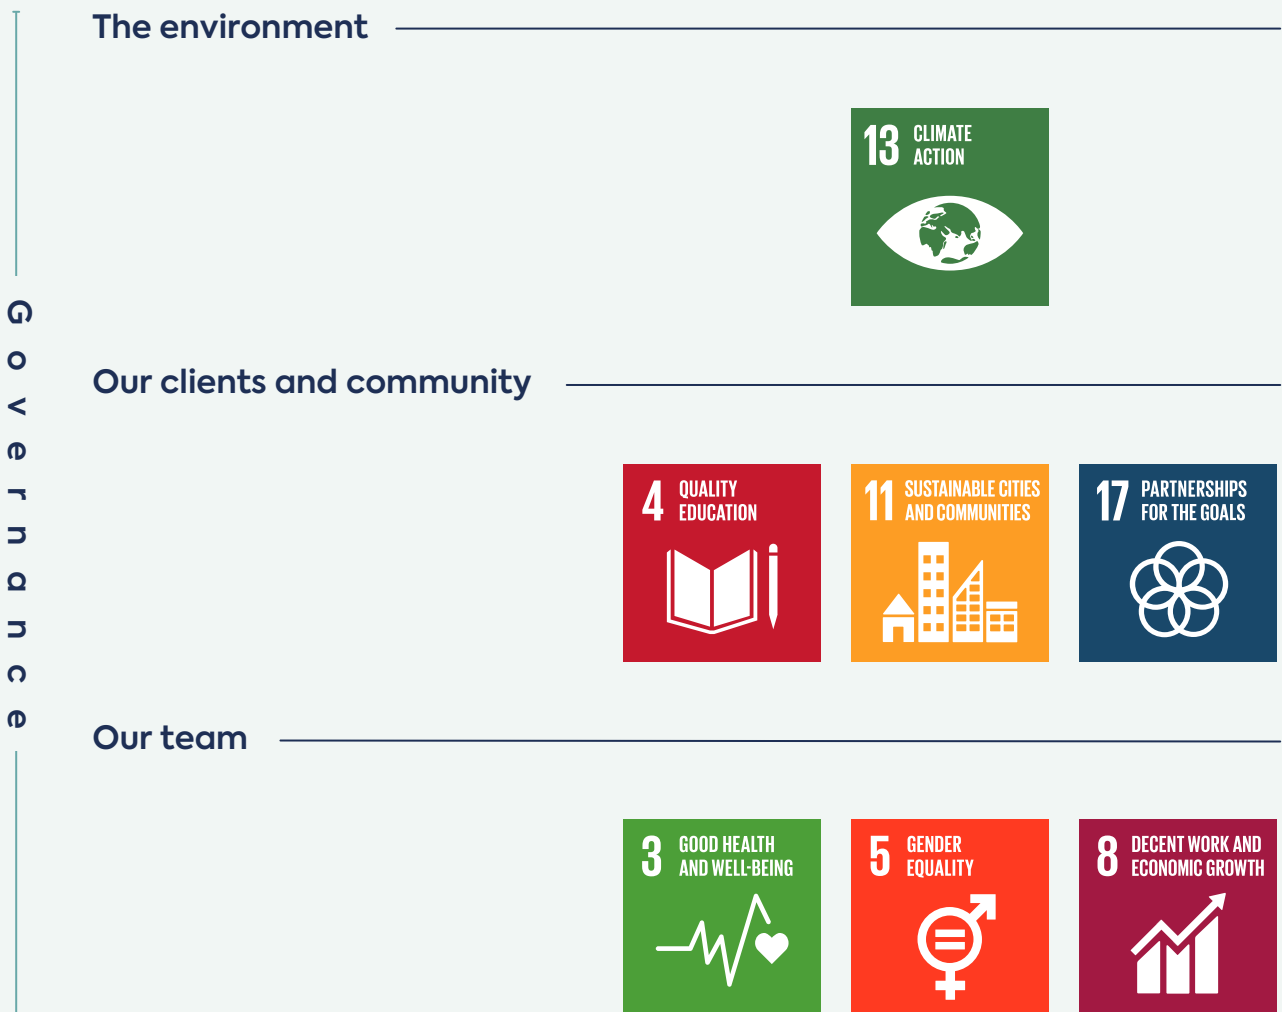 Governance
The environment
13 CLIMATE
ACTION
Our clients and community
4 QUALITY
EDUCATION
11 SUSTAINABLE CITIES
AND COMMUNITIES
17 PARTNERSHIPS
FOR THE GOALS
Our team
3 GOOD HEALTH
AND WELL-BEING
5 GENDER
EQUALITY
8 DECENT WORK AND
ECONOMIC GROWTH